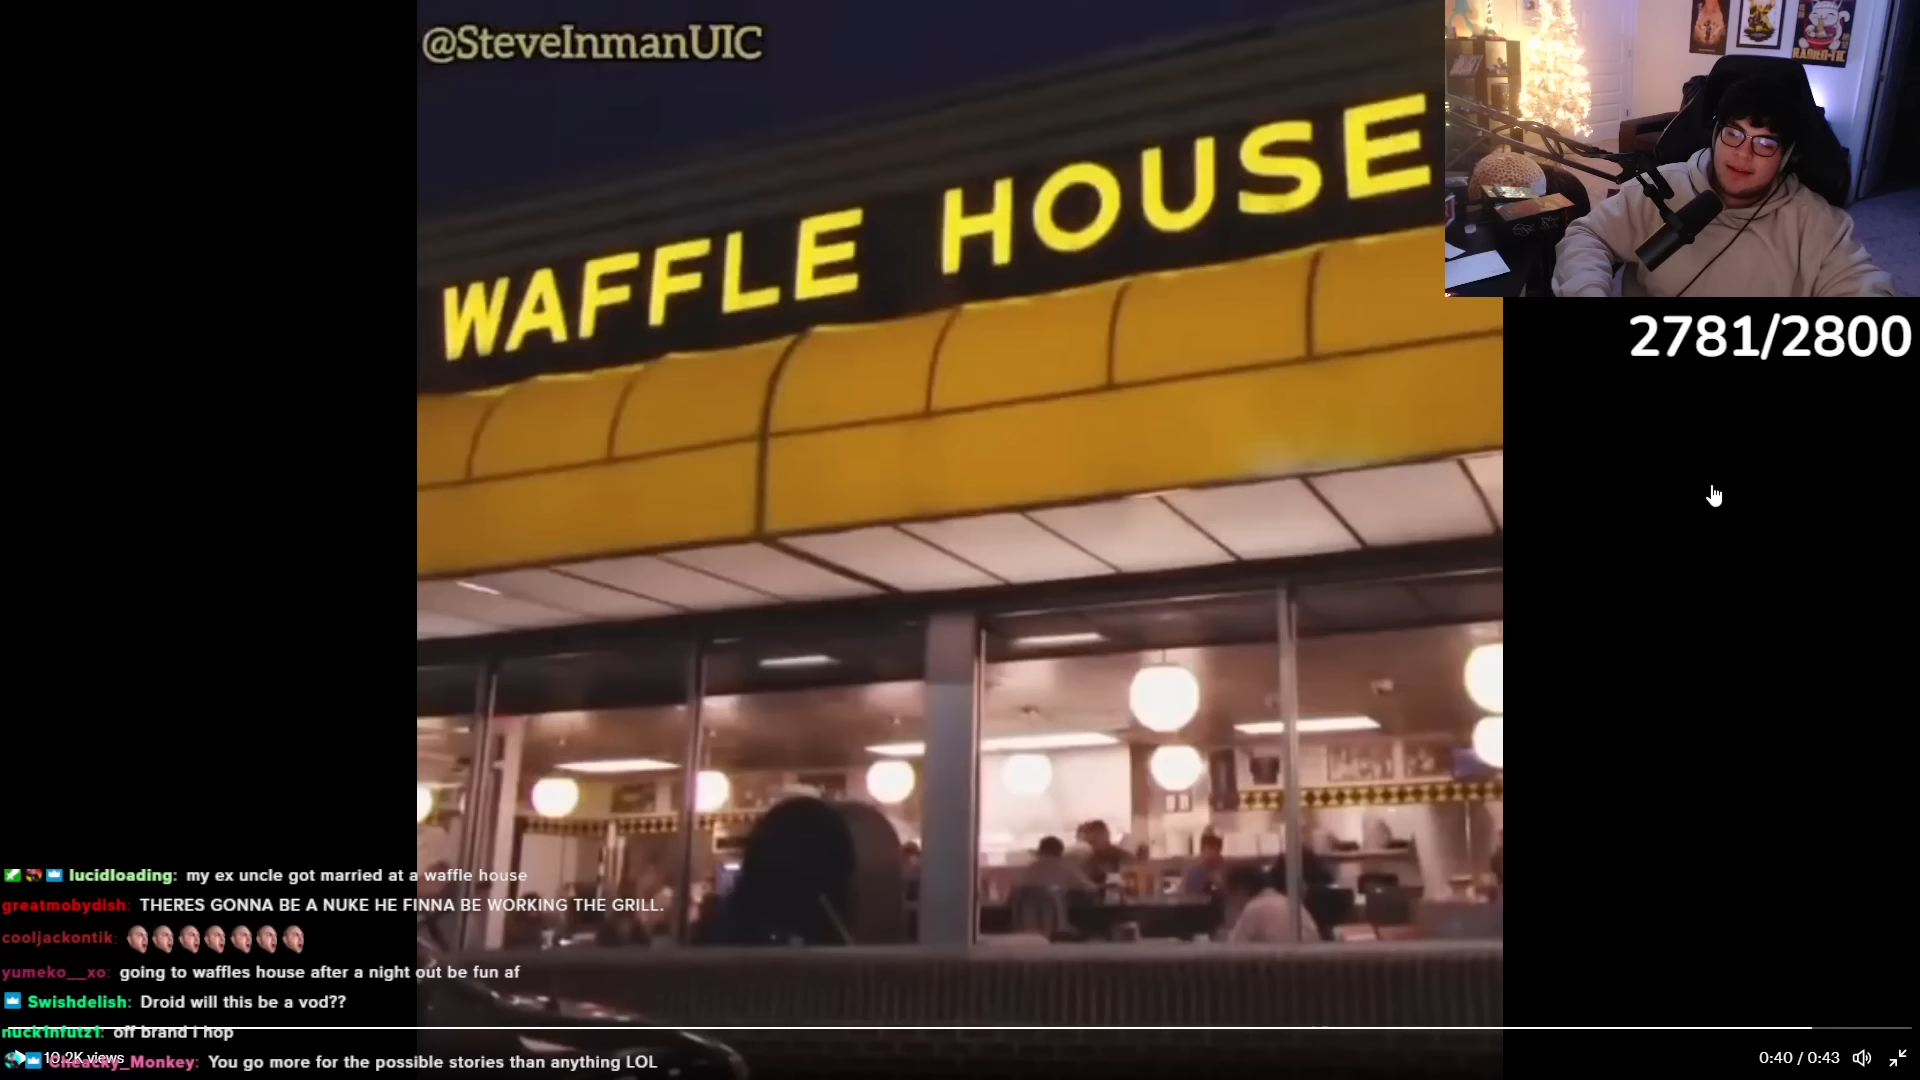 @SteveInmanUIC
WAFFLE HOUSE
2781/2800
lucidloading: my ex uncle got married at a waffle house
greatmobydish: THERES GONNA BE A NUKE HE FINNA BE WORKING THE GRILL.
cooljackontik:
yumeko__xo: going to waffles house after a night out be fun af
Swishdelish: Droid will this be a vod??
nuck1nfutz1: off brand i hop
10.2K views
Cheacky_Monkey: You go more for the possible stories than anything LOL
0:40 / 0:43